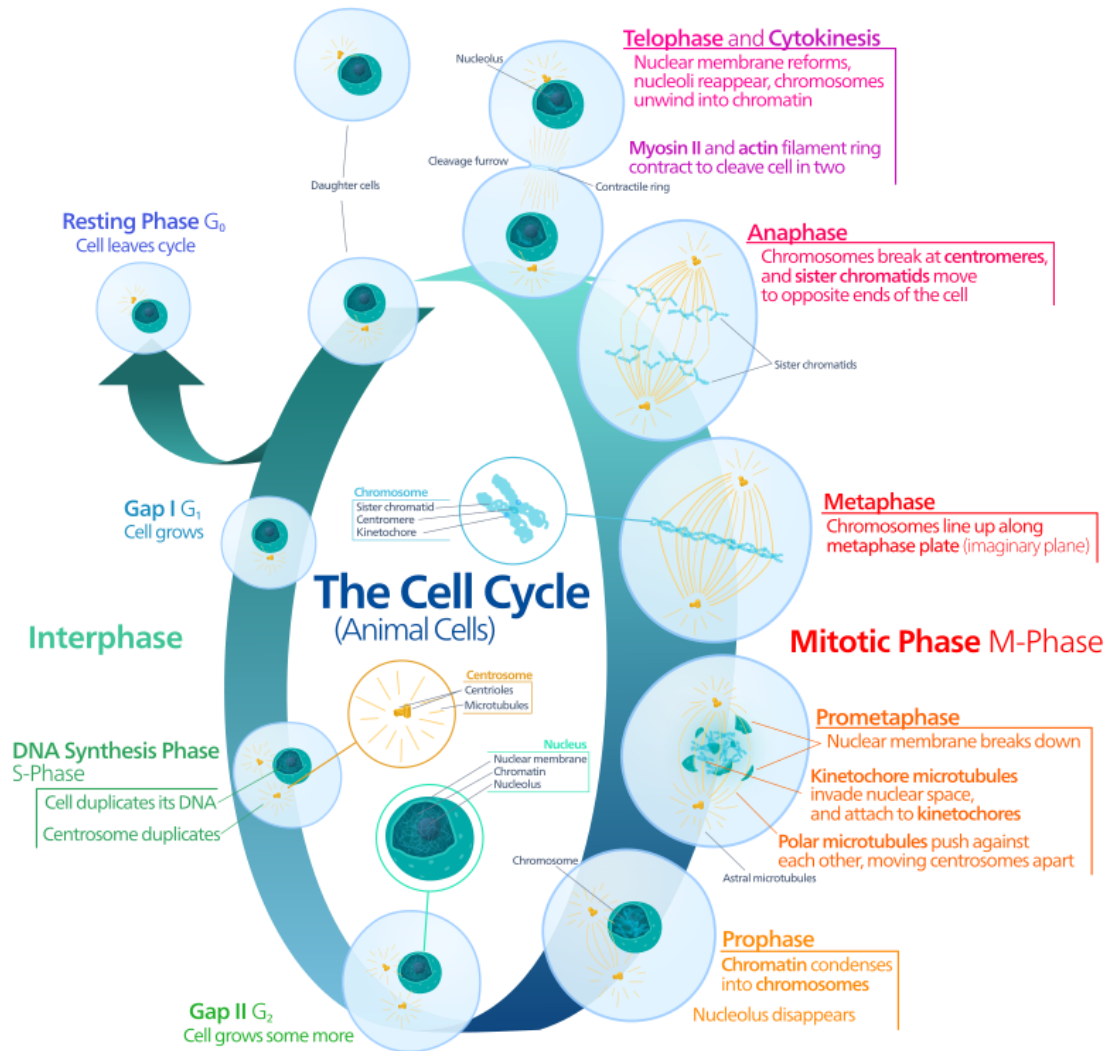 Telophase and Cytokinesis
Nuclear membrane reforms,
nucleoli reappear, chromosomes
unwind into chromatin
Myosin II and actin filament ring
contract to cleave cell in two
Nucleolus
Cleavage furrow
Contractile ring
Daughter cells
Resting Phase G₀
Cell leaves cycle
Anaphase
Chromosomes break at centromeres,
and sister chromatids move
to opposite ends of the cell
Sister chromatids
Gap I G₁
Cell grows
Chromosome
Sister chromatid
Centromere
Kinetochore
Metaphase
Chromosomes line up along
metaphase plate (imaginary plane)
The Cell Cycle
(Animal Cells)
Interphase
Mitotic Phase M-Phase
Centrosome
Centrioles
Microtubules
DNA Synthesis Phase
S-Phase
Cell duplicates its DNA
Centrosome duplicates
Nucleus
Nuclear membrane
Chromatin
Nucleolus
Prometaphase
Nuclear membrane breaks down
Kinetochore microtubules
invade nuclear space,
and attach to kinetochores
Polar microtubules push against
each other, moving centrosomes apart
Astral microtubules
Chromosome
Prophase
Chromatin condenses
into chromosomes
Nucleolus disappears
Gap II G₂
Cell grows some more